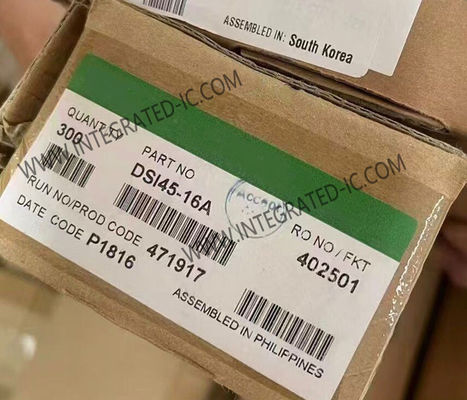 ASSEMBLED IN: South Korea
QUANTITY
300
PART NO
DSI45-16A
RO NO / FKT
402501
RUN NO/PROD CODE 471917
DATE CODE P1816
ASSEMBLED IN PHILIPPINES
WWW.INTEGRATED-IC.COM
WWW.INTEGRATED-IC.COM